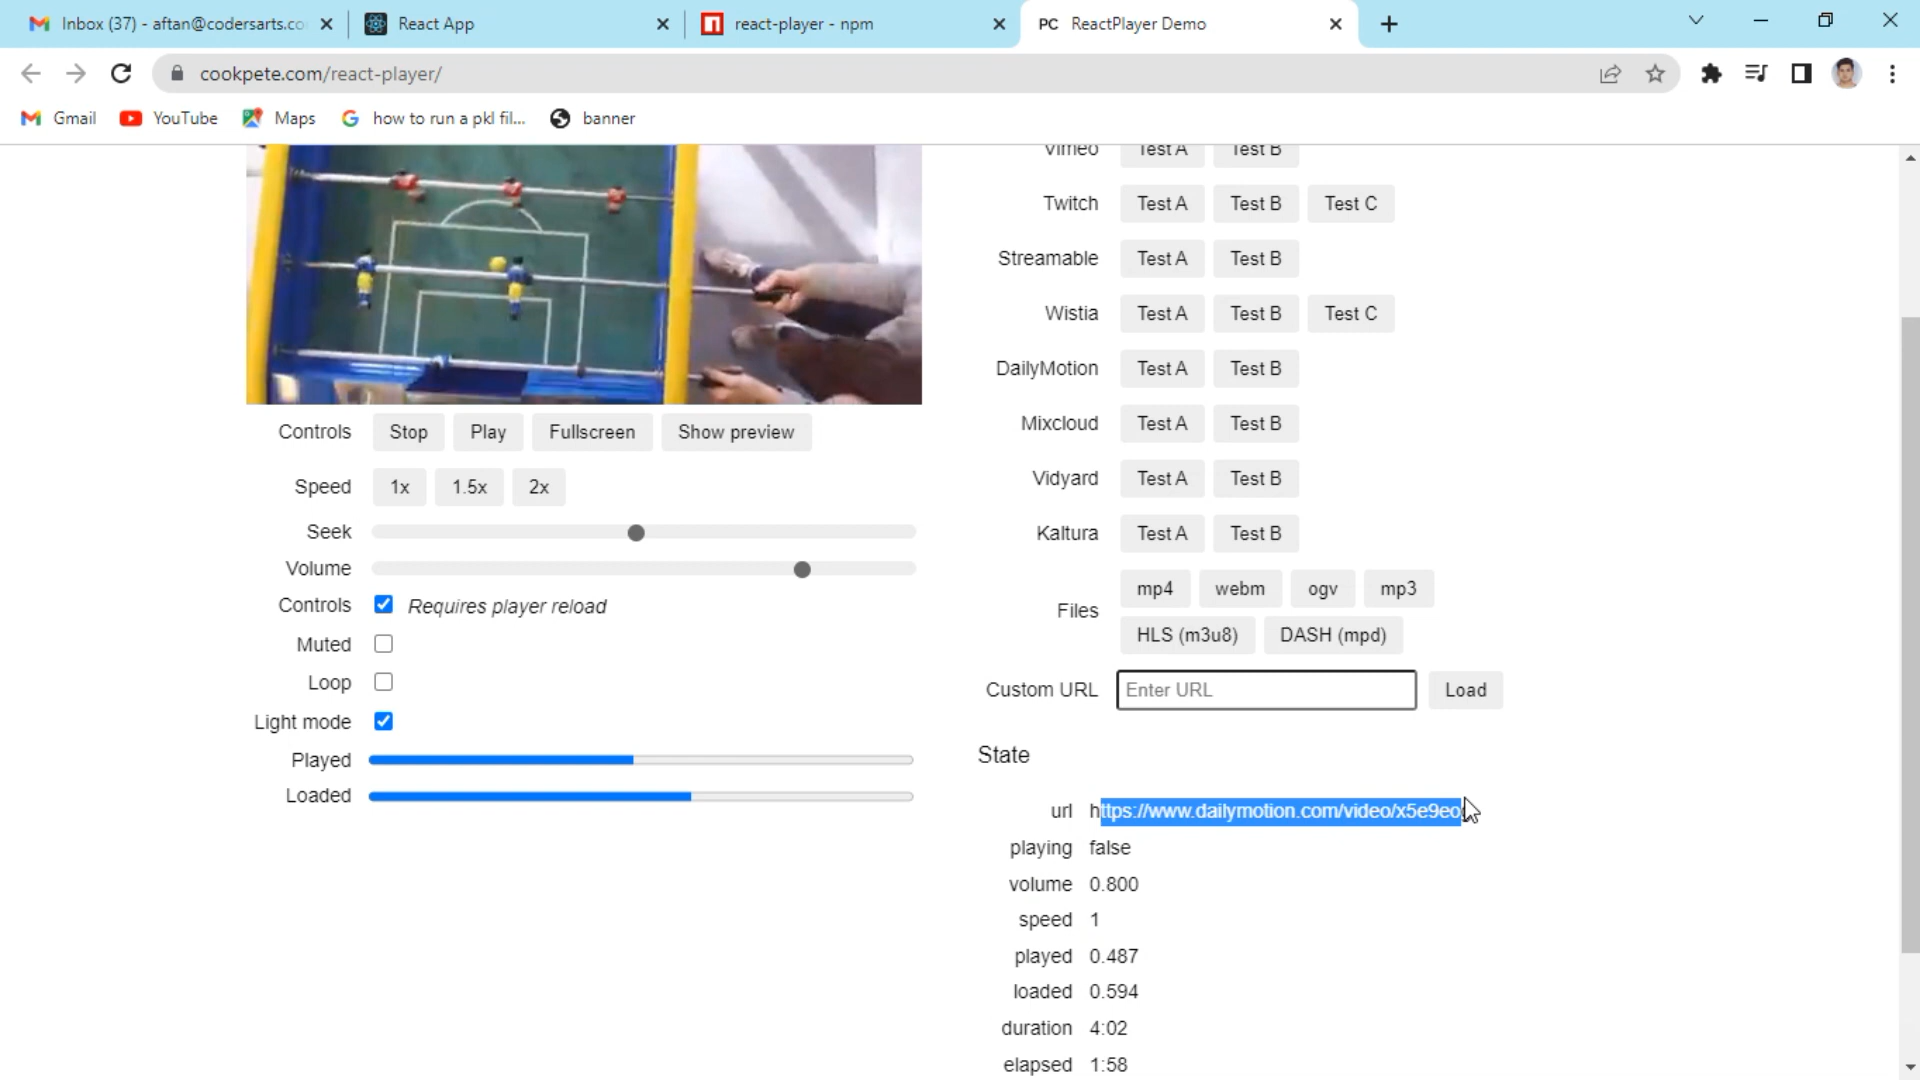 Inbox (37) - aftan@codersarts.co
React App
react-player - npm
PC ReactPlayer Demo
cookpete.com/react-player/
Gmail
YouTube
Maps
how to run a pkl fil...
banner
Vimeo Test A Test B
Twitch Test A Test B Test C
Streamable Test A Test B
Wistia Test A Test B Test C
DailyMotion Test A Test B
Mixcloud Test A Test B
Vidyard Test A Test B
Kaltura Test A Test B
Files mp4 webm ogv mp3
HLS (m3u8) DASH (mpd)
Custom URL Enter URL Load
Controls Stop Play Fullscreen Show preview
Speed 1x 1.5x 2x
Seek
Volume
Controls Requires player reload
Muted
Loop
Light mode
Played
Loaded
State
url https://www.dailymotion.com/video/x5e9eo
playing false
volume 0.800
speed 1
played 0.487
loaded 0.594
duration 4:02
elapsed 1:58